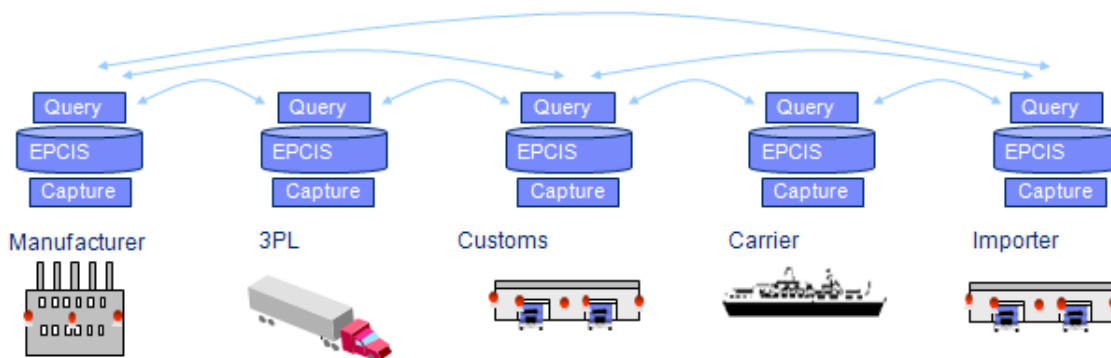 Query Query Query Query Query
EPCIS EPCIS EPCIS EPCIS EPCIS
Capture Capture Capture Capture Capture
Manufacturer 3PL Customs Carrier Importer